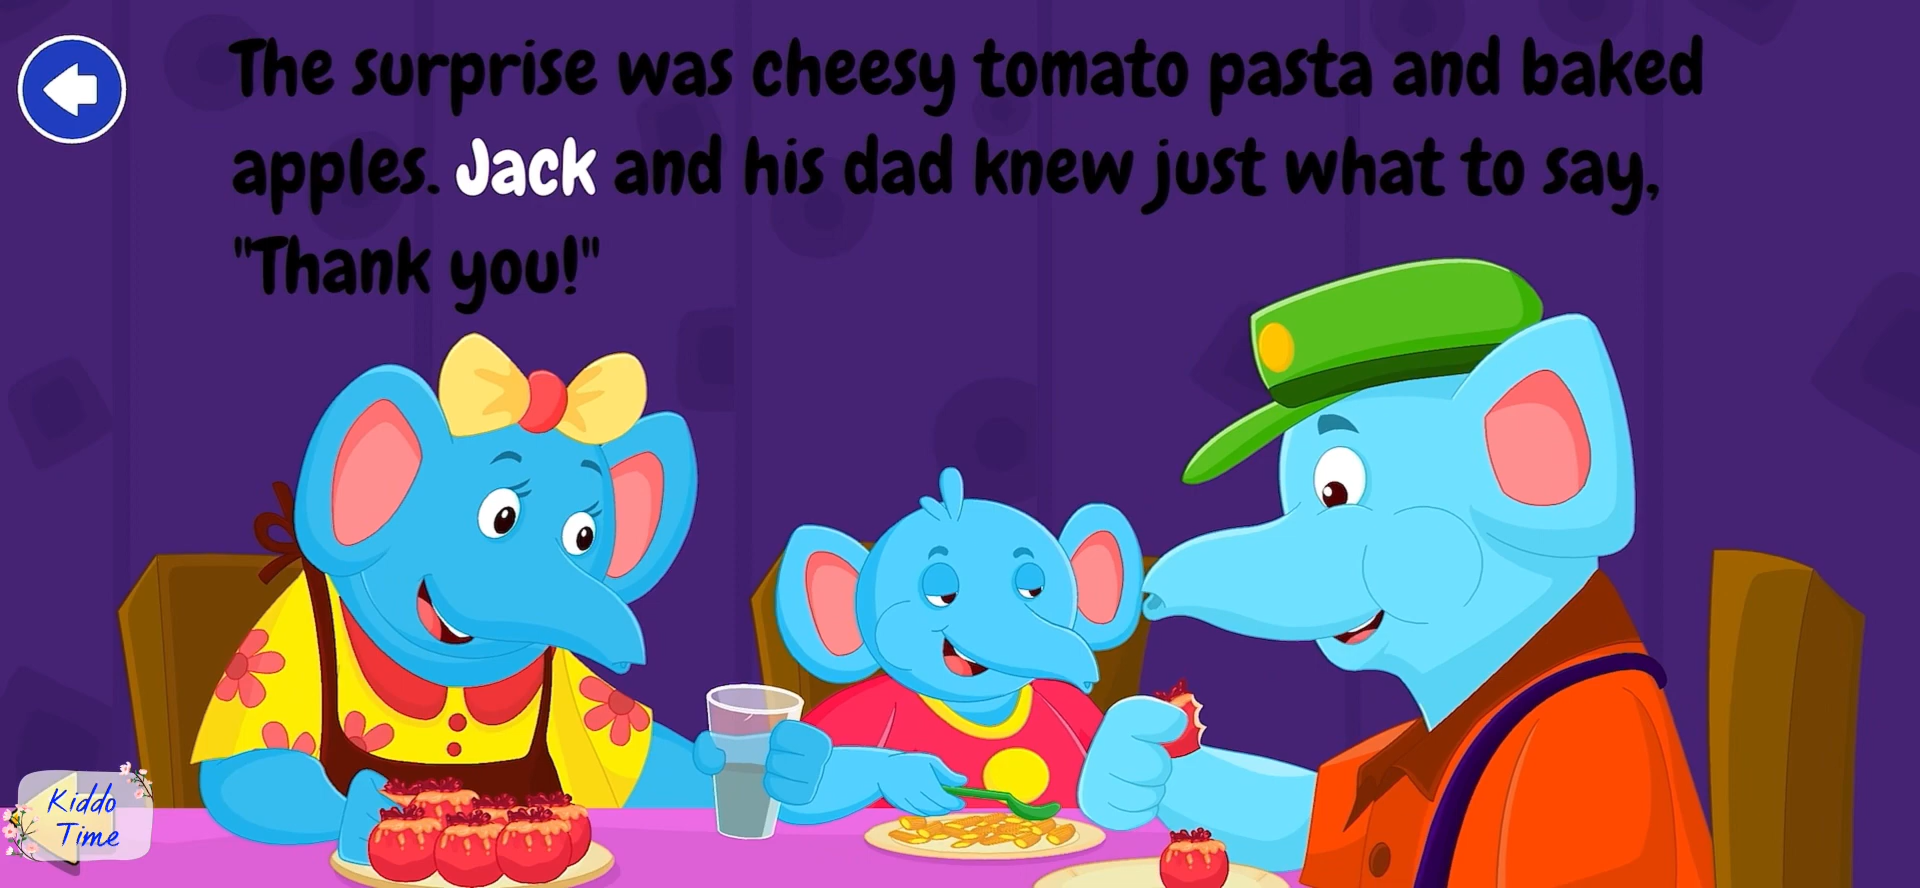 The surprise was cheesy tomato pasta and baked
apples. Jack and his dad knew just what to say,
"Thank you!"
Kiddo
Time